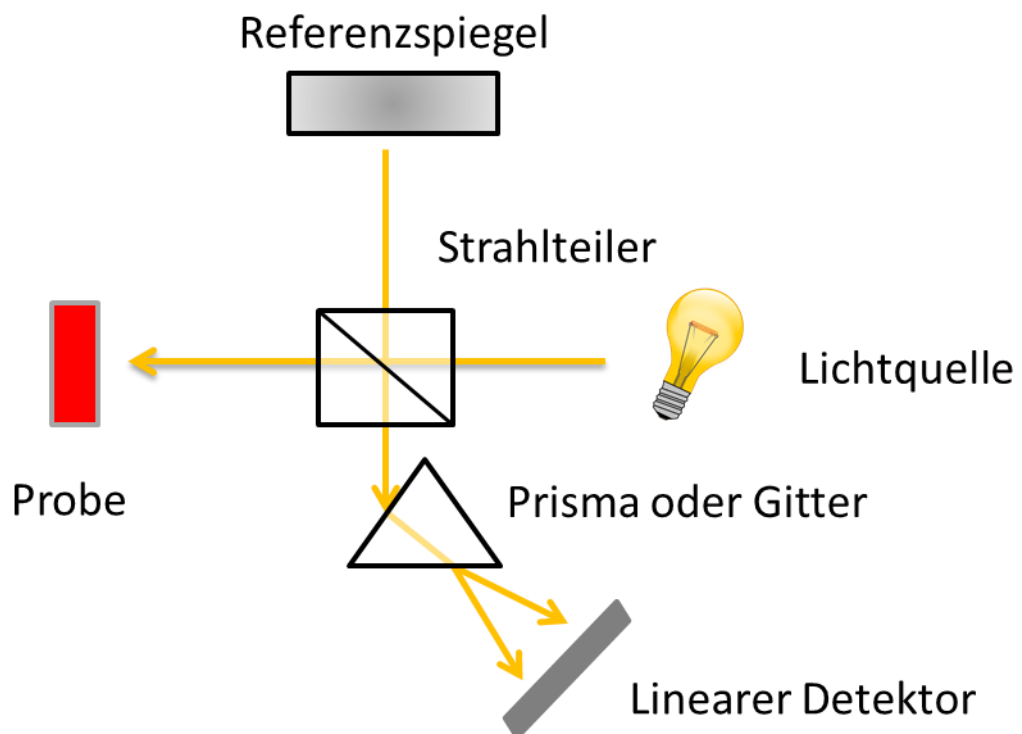 Referenzspiegel
Strahlteiler
Lichtquelle
Probe
Prisma oder Gitter
Linearer Detektor